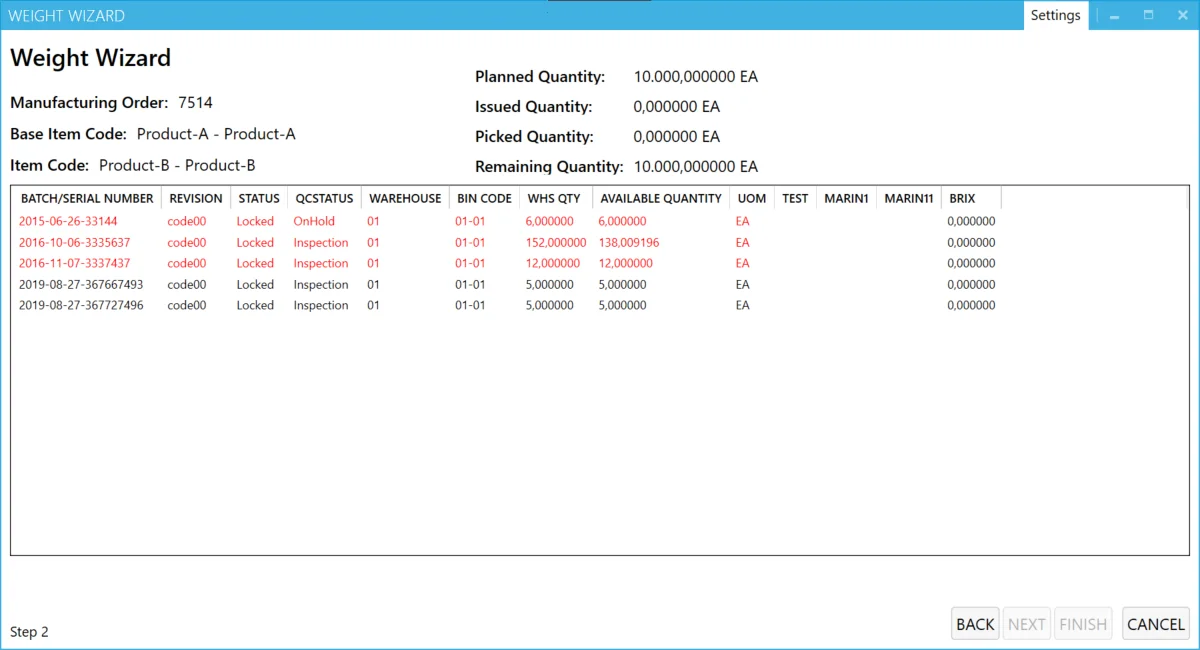 WEIGHT WIZARD
Settings
Weight Wizard
Manufacturing Order: 7514
Base Item Code: Product-A - Product-A
Item Code: Product-B - Product-B
Planned Quantity: 10.000,000000 EA
Issued Quantity: 0,000000 EA
Picked Quantity: 0,000000 EA
Remaining Quantity: 10.000,000000 EA
BATCH/SERIAL NUMBER REVISION STATUS QCSTATUS WAREHOUSE BIN CODE WHS QTY AVAILABLE QUANTITY UOM TEST MARIN1 MARIN11 BRIX
2015-06-26-33144 code00 Locked OnHold 01 01-01 6,000000 6,000000 EA 0,000000
2016-10-06-3335637 code00 Locked Inspection 01 01-01 152,000000 138,009196 EA 0,000000
2016-11-07-3337437 code00 Locked Inspection 01 01-01 12,000000 12,000000 EA 0,000000
2019-08-27-367667493 code00 Locked Inspection 01 01-01 5,000000 5,000000 EA 0,000000
2019-08-27-367727496 code00 Locked Inspection 01 01-01 5,000000 5,000000 EA 0,000000
Step 2
BACK NEXT FINISH CANCEL